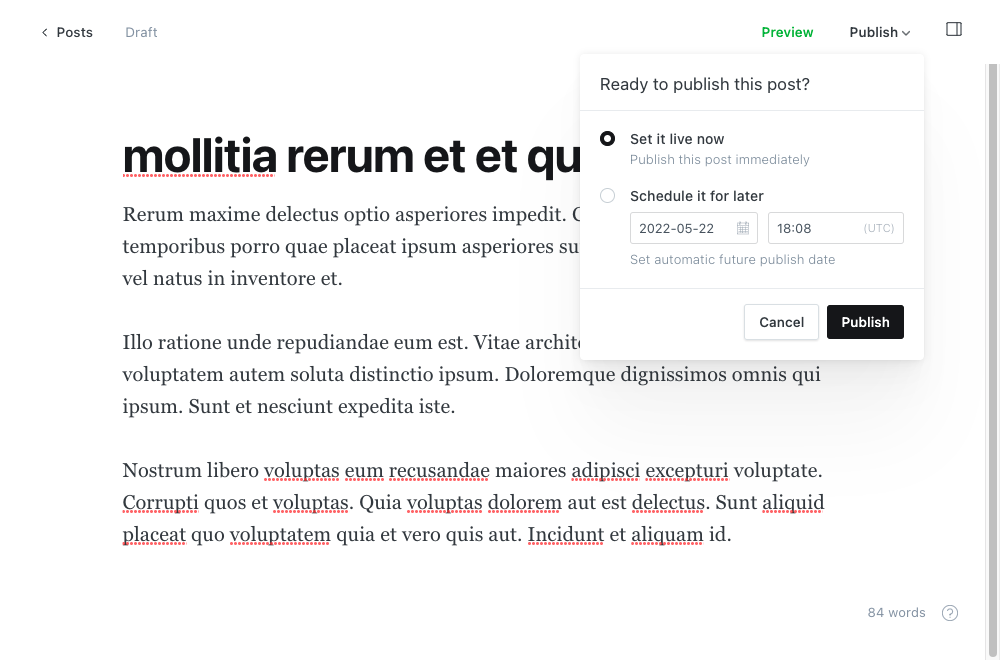 Posts
Draft
Preview
Publish
Ready to publish this post?
Set it live now
Publish this post immediately
Schedule it for later
2022-05-22
18:08
(UTC)
Set automatic future publish date
Cancel
Publish
mollitia rerum et et qu
Rerum maxime delectus optio asperiores impedit.
temporibus porro quae placeat ipsum asperiores su
vel natus in inventore et.
Illo ratione unde repudiandae eum est. Vitae archite
voluptatem autem soluta distinctio ipsum. Doloremque dignissimos omnis qui
ipsum. Sunt et nesciunt expedita iste.
Nostrum libero voluptas eum recusandae maiores adipisci excepturi voluptate.
Corrupti quos et voluptas. Quia voluptas dolorem aut est delectus. Sunt aliquid
placeat quo voluptatem quia et vero quis aut. Incidunt et aliquam id.
84 words
?